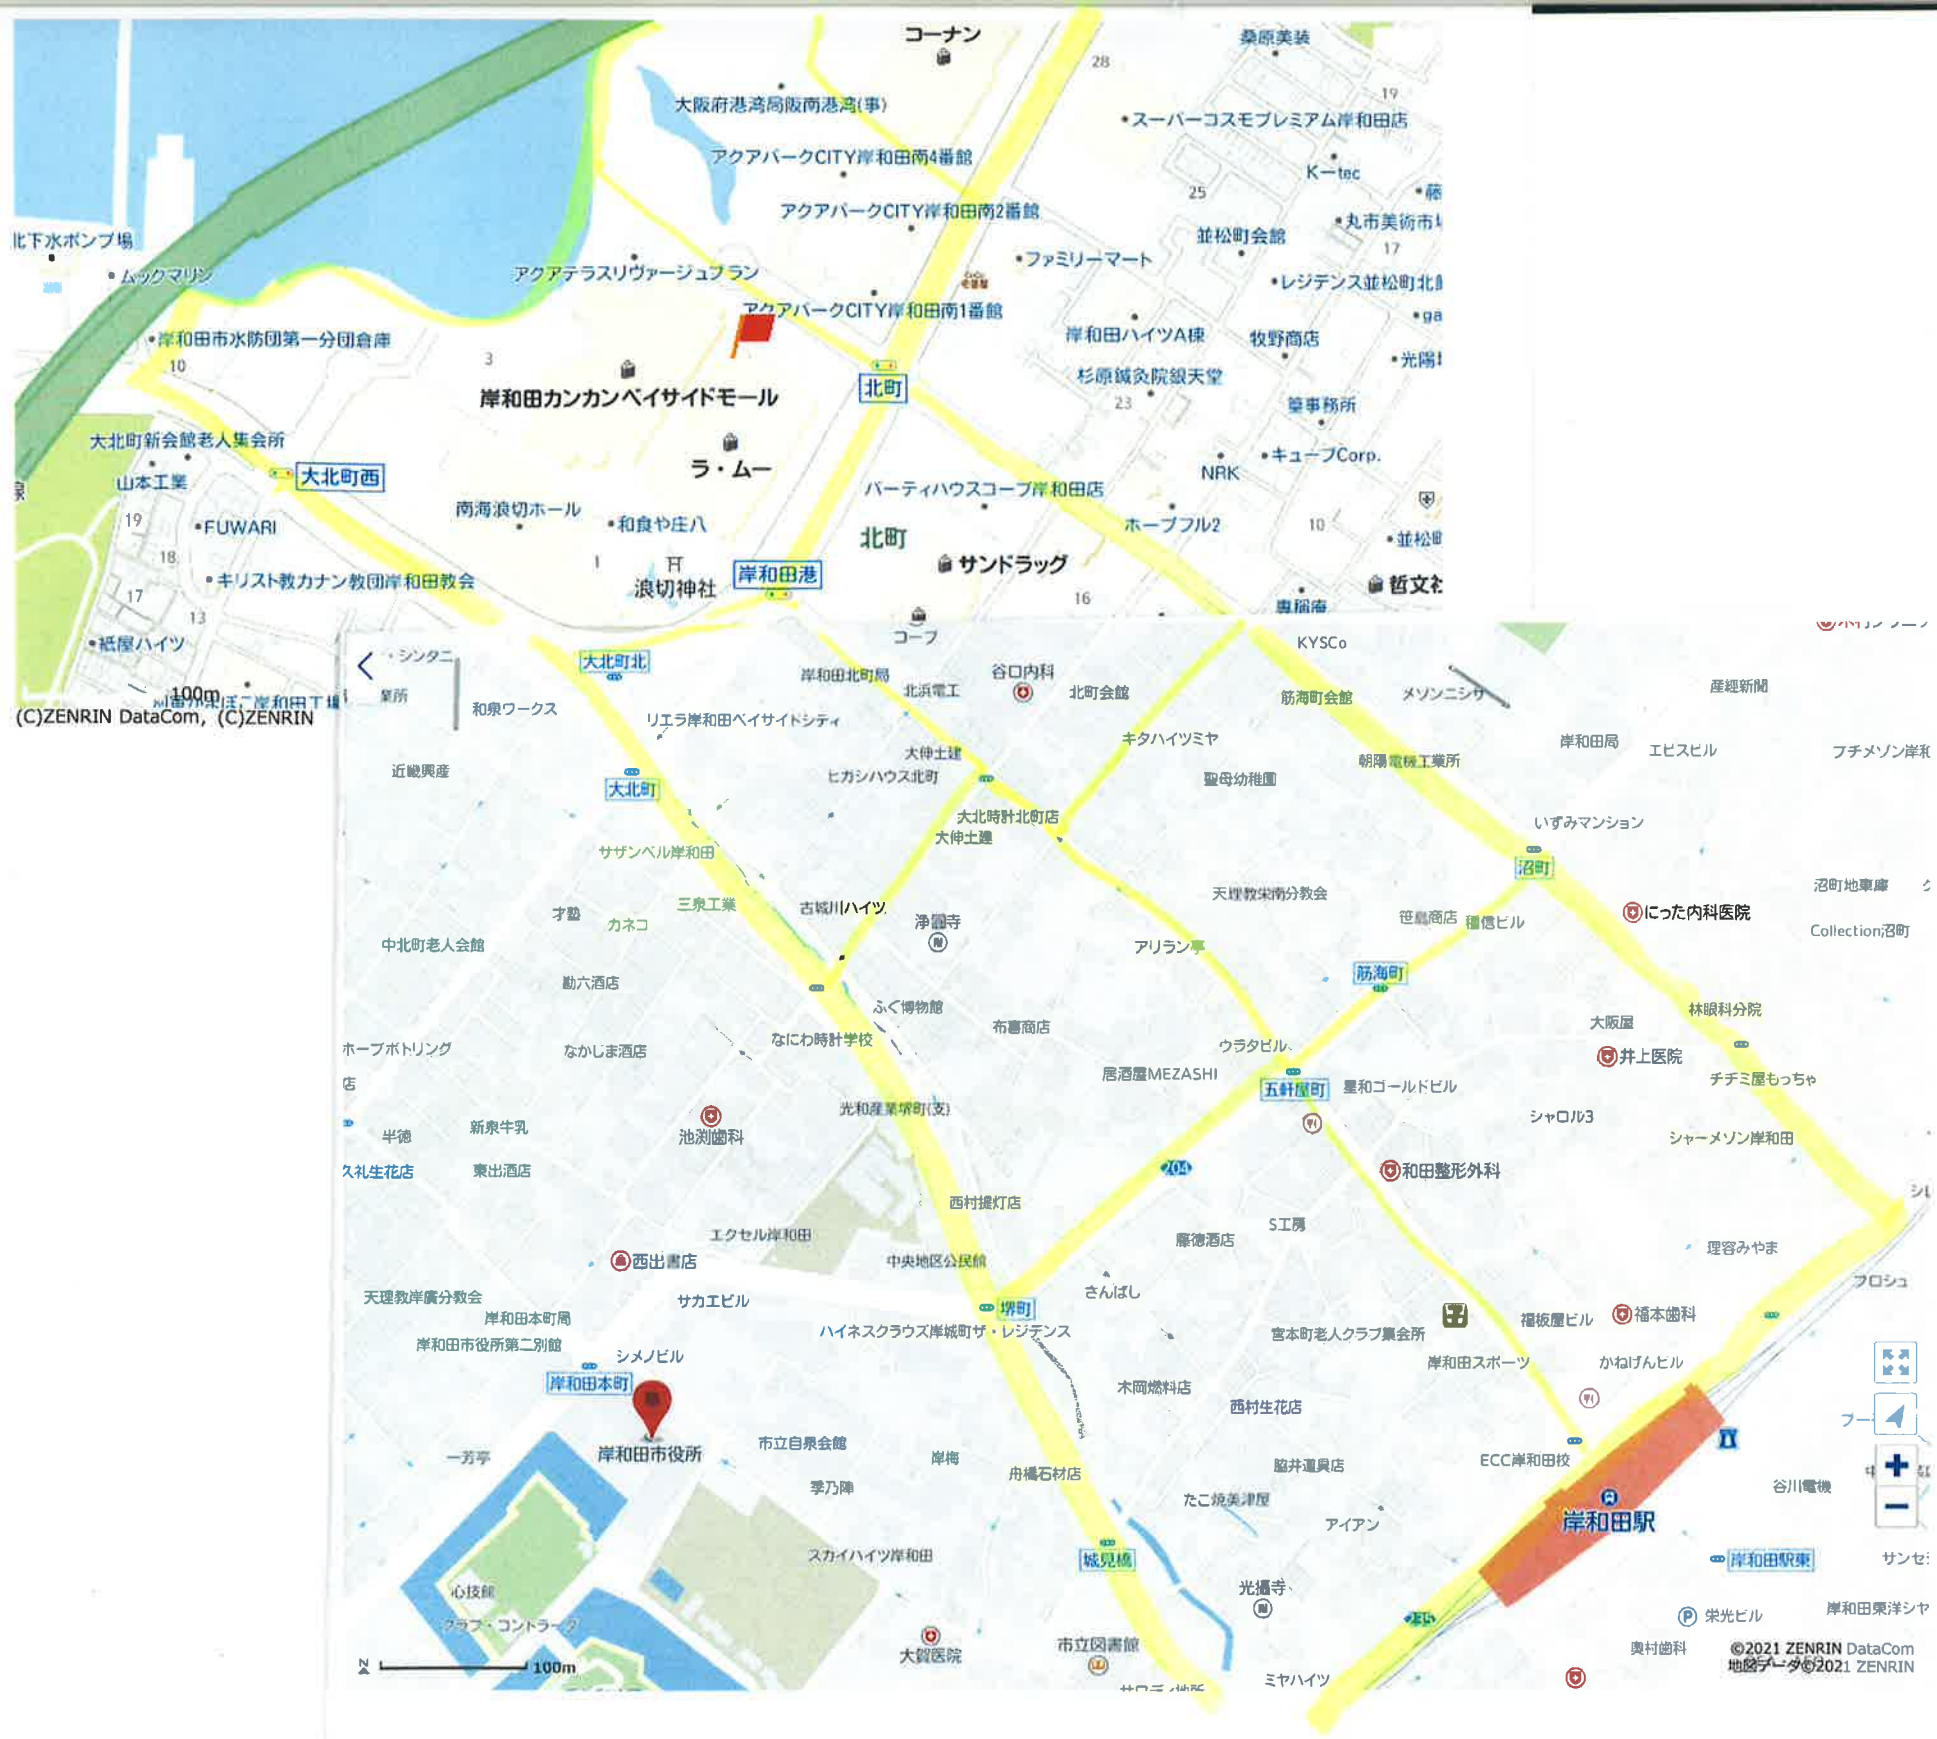 コーナン
桑原美装
28
19
大阪府港湾局阪南港湾(事)
スーパーコスモプレミアム岸和田店
アクアパークCITY岸和田南4番館
K-tec
25
藤
アクアパークCITY岸和田南2番館
丸市美術市場
並松町会館
17
北下水ポンプ場
ムックマリン
アクアテラスリヴァージュブラン
ファミリーマート
レジデンス並松町北
アクアパークCITY岸和田南1番館
ga
岸和田市水防団第一分団倉庫
岸和田ハイツA棟
牧野商店
10
3
光陽
岸和田カンカンベイサイドモール
北町
杉原鍼灸院銀天堂
23
筆事務所
大北町新会館老人集会所
ラ・ムー
キューブCorp.
NRK
山本工業
大北町西
パーティハウスコープ岸和田店
南海浪切ホール
和食や庄八
ホープフル2
10
19
FUWARI
北町
並松町
18
1
サンドラッグ
キリスト教カナン教団岸和田教会
浪切神社
岸和田港
哲文社
17
13
16
専稱庵
紙屋ハイツ
コープ
KYSCo
シンタニ
大北町北
岸和田北町局
谷口内科
北浜電工
北町会館
筋海町会館
メゾンニシザ
産經新聞
100m
業所
(C)ZENRIN DataCom, (C)ZENRIN
和泉ワークス
リエラ岸和田ベイサイドシティ
キタハイツミヤ
岸和田局
エビスビル
プチメゾン岸和
大伸土建
朝陽電機工業所
近畿興産
ヒガシハウス北町
聖母幼稚園
大北町
大北時計北町店
大伸土建
いずみマンション
サザンベル岸和田
沼町
沼町地車庫
天理教栄南分教会
才塾
カネコ
三泉工業
古城川ハイツ
浄圓寺
笹島商店
穂信ビル
にった内科医院
Collection沼町
中北町老人会館
アリラン亭
勘六酒店
筋海町
ふぐ博物館
林眼科分院
布喜商店
大阪屋
ホープボトリング
なかしま酒店
なにわ時計学校
ウラタビル
井上医院
店
居酒屋MEZASHI
五軒屋町
星和ゴールドビル
チヂミ屋もっちゃ
光和産業堺町(支)
シャロル3
半徳
新泉牛乳
池渕歯科
シャーメゾン岸和田
久礼生花店
東出酒店
204
和田整形外科
西村提灯店
エクセル岸和田
S工房
藤徳酒店
中央地区公民館
西出書店
理容みやま
さんばし
フロシュ
天理教岸廣分教会
サカエビル
堺町
岸和田本町局
福板屋ビル
福本歯科
岸和田市役所第二別館
ハイネスクラウズ岸城町ザ・レジデンス
宮本町老人クラブ集会所
シメノビル
岸和田スポーツ
かねげんビル
岸和田本町
木岡燃料店
西村生花店
市立自泉会館
岸和田市役所
一芳亭
岸梅
舟橋石材店
脇井道具店
ECC岸和田校
季乃陣
たこ焼美津屋
谷川電機
アイアン
岸和田駅
スカイハイツ岸和田
城見橋
岸和田駅東
サンセ
心技館
光攝寺
クラブ・コントラーダ
235
栄光ビル
岸和田東洋シャ
大賀医院
市立図書館
奥村歯科
©2021 ZENRIN DataCom
地図データ©2021 ZENRIN
100m
ミヤハイツ